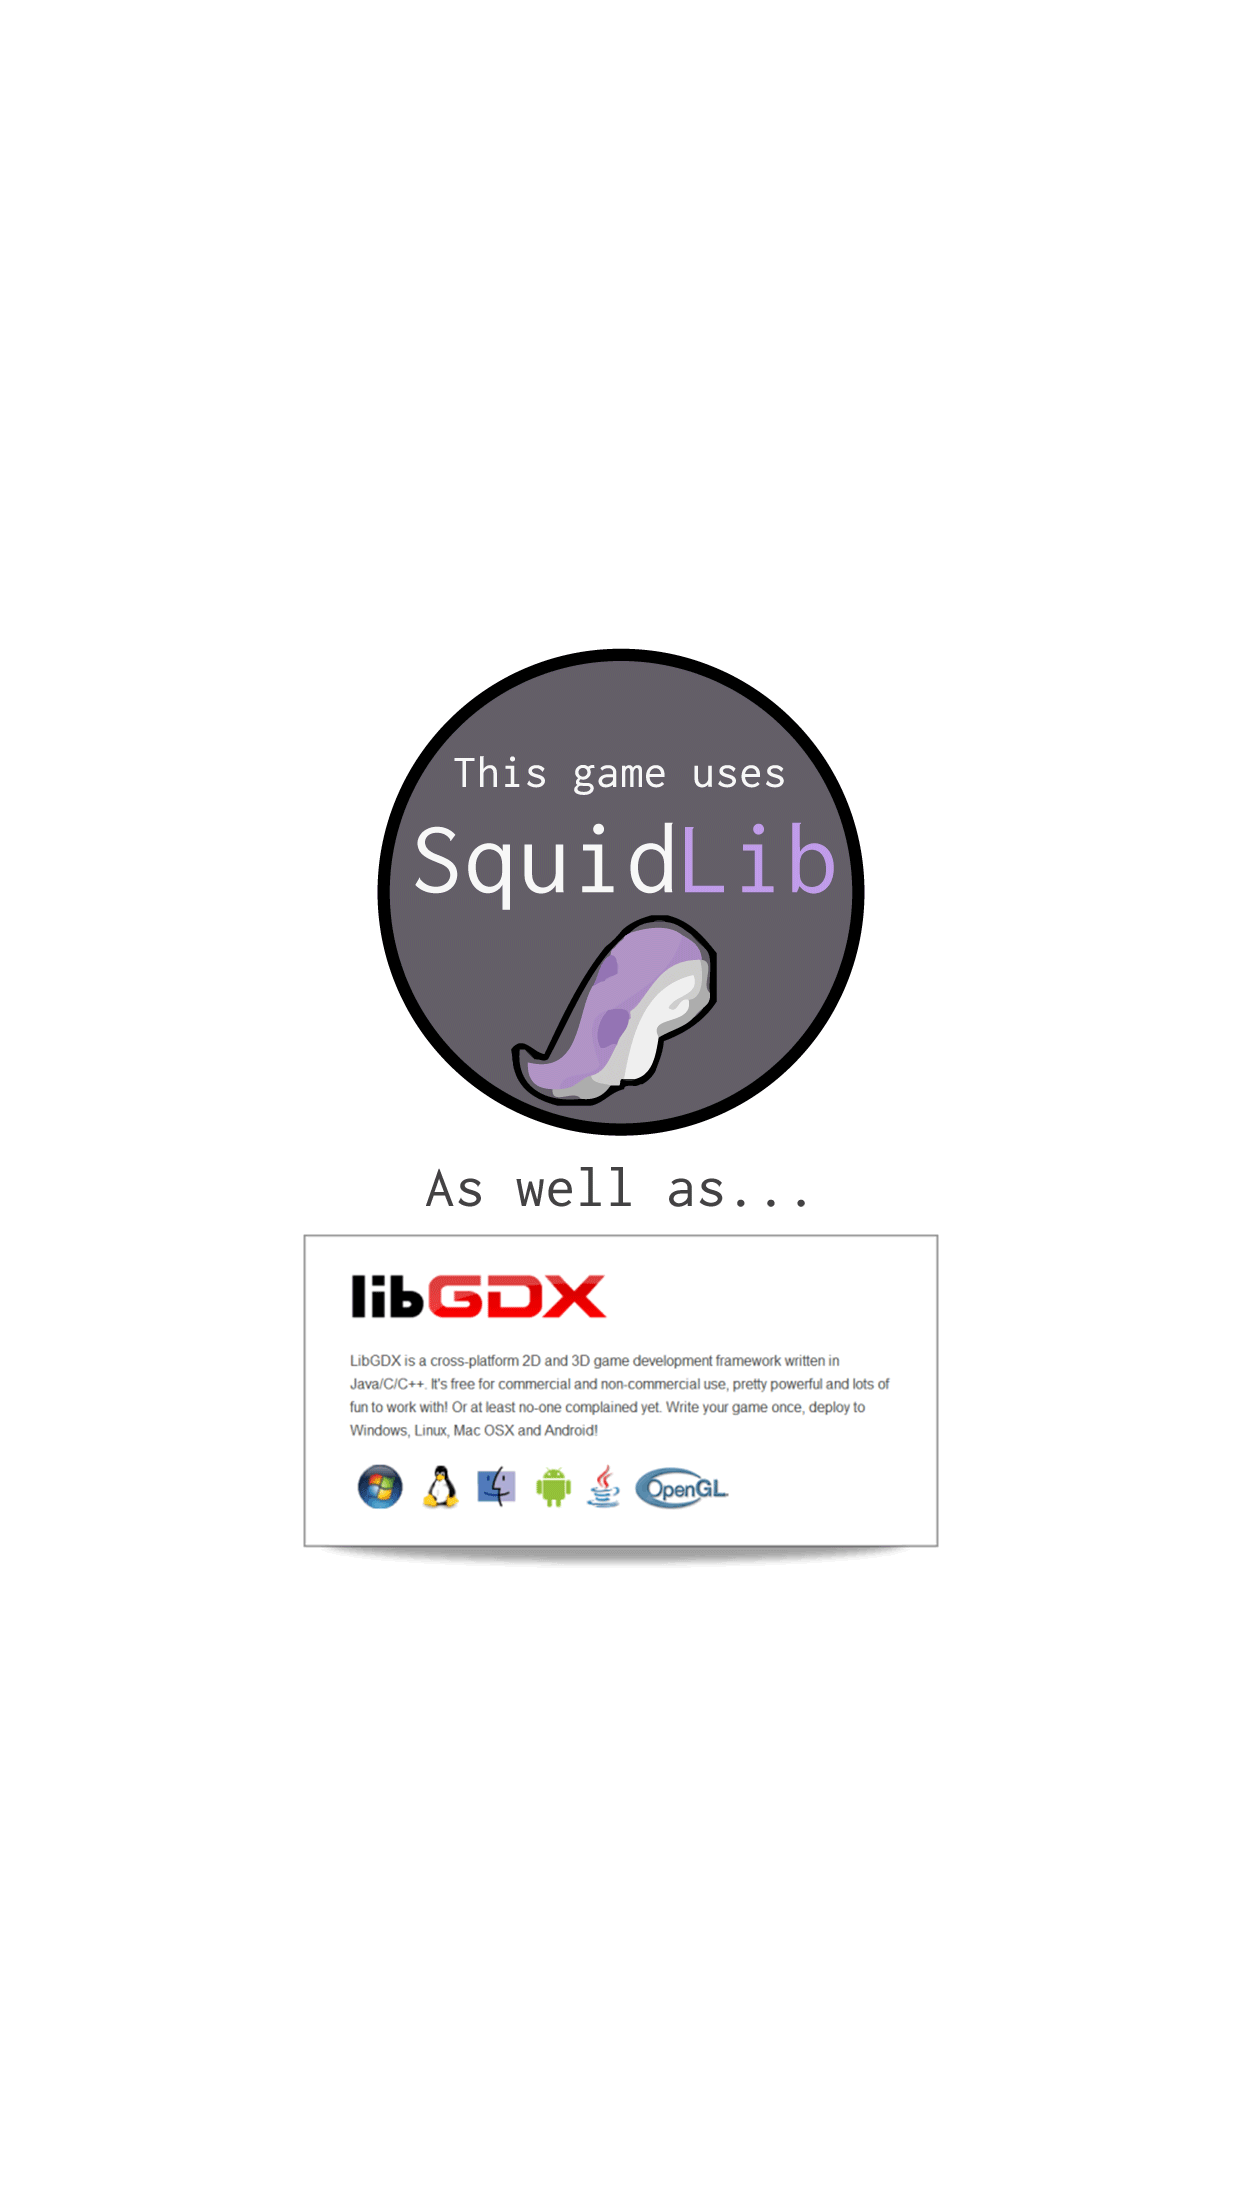 This game uses
SquidLib
As well as...
libGDX
LibGDX is a cross-platform 2D and 3D game development framework written in
Java/C/C++. It's free for commercial and non-commercial use, pretty powerful and lots of
fun to work with! Or at least no-one complained yet. Write your game once, deploy to
Windows, Linux, Mac OSX and Android!
OpenGL